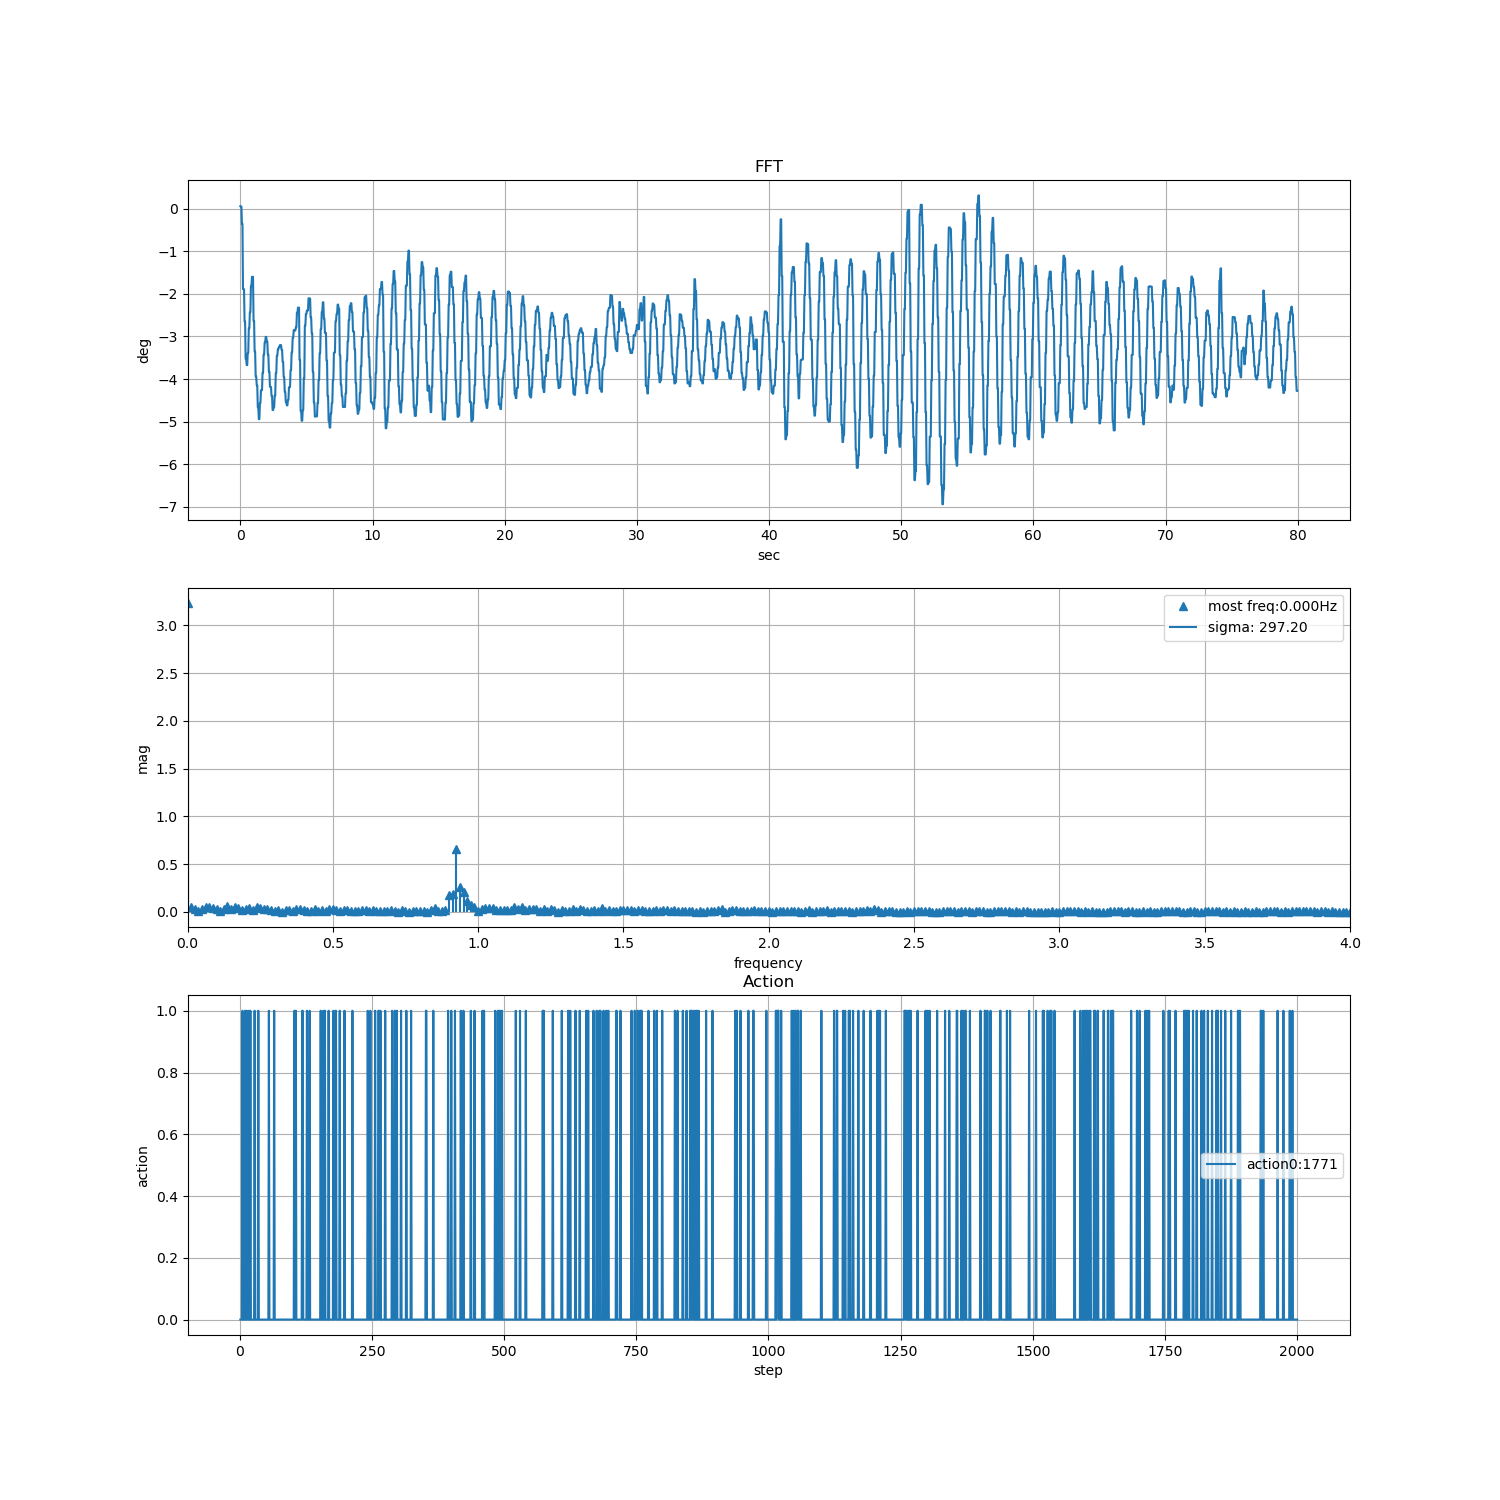 FFT
0
−1
−2
−3
−4
−5
−6
−7
deg
0 10 20 30 40 50 60 70 80
sec
most freq:0.000Hz
sigma: 297.20
3.0
2.5
2.0
1.5
1.0
0.5
0.0
mag
0.0 0.5 1.0 1.5 2.0 2.5 3.0 3.5 4.0
frequency
Action
1.0
0.8
0.6
0.4
0.2
0.0
action
action0:1771
0 250 500 750 1000 1250 1500 1750 2000
step